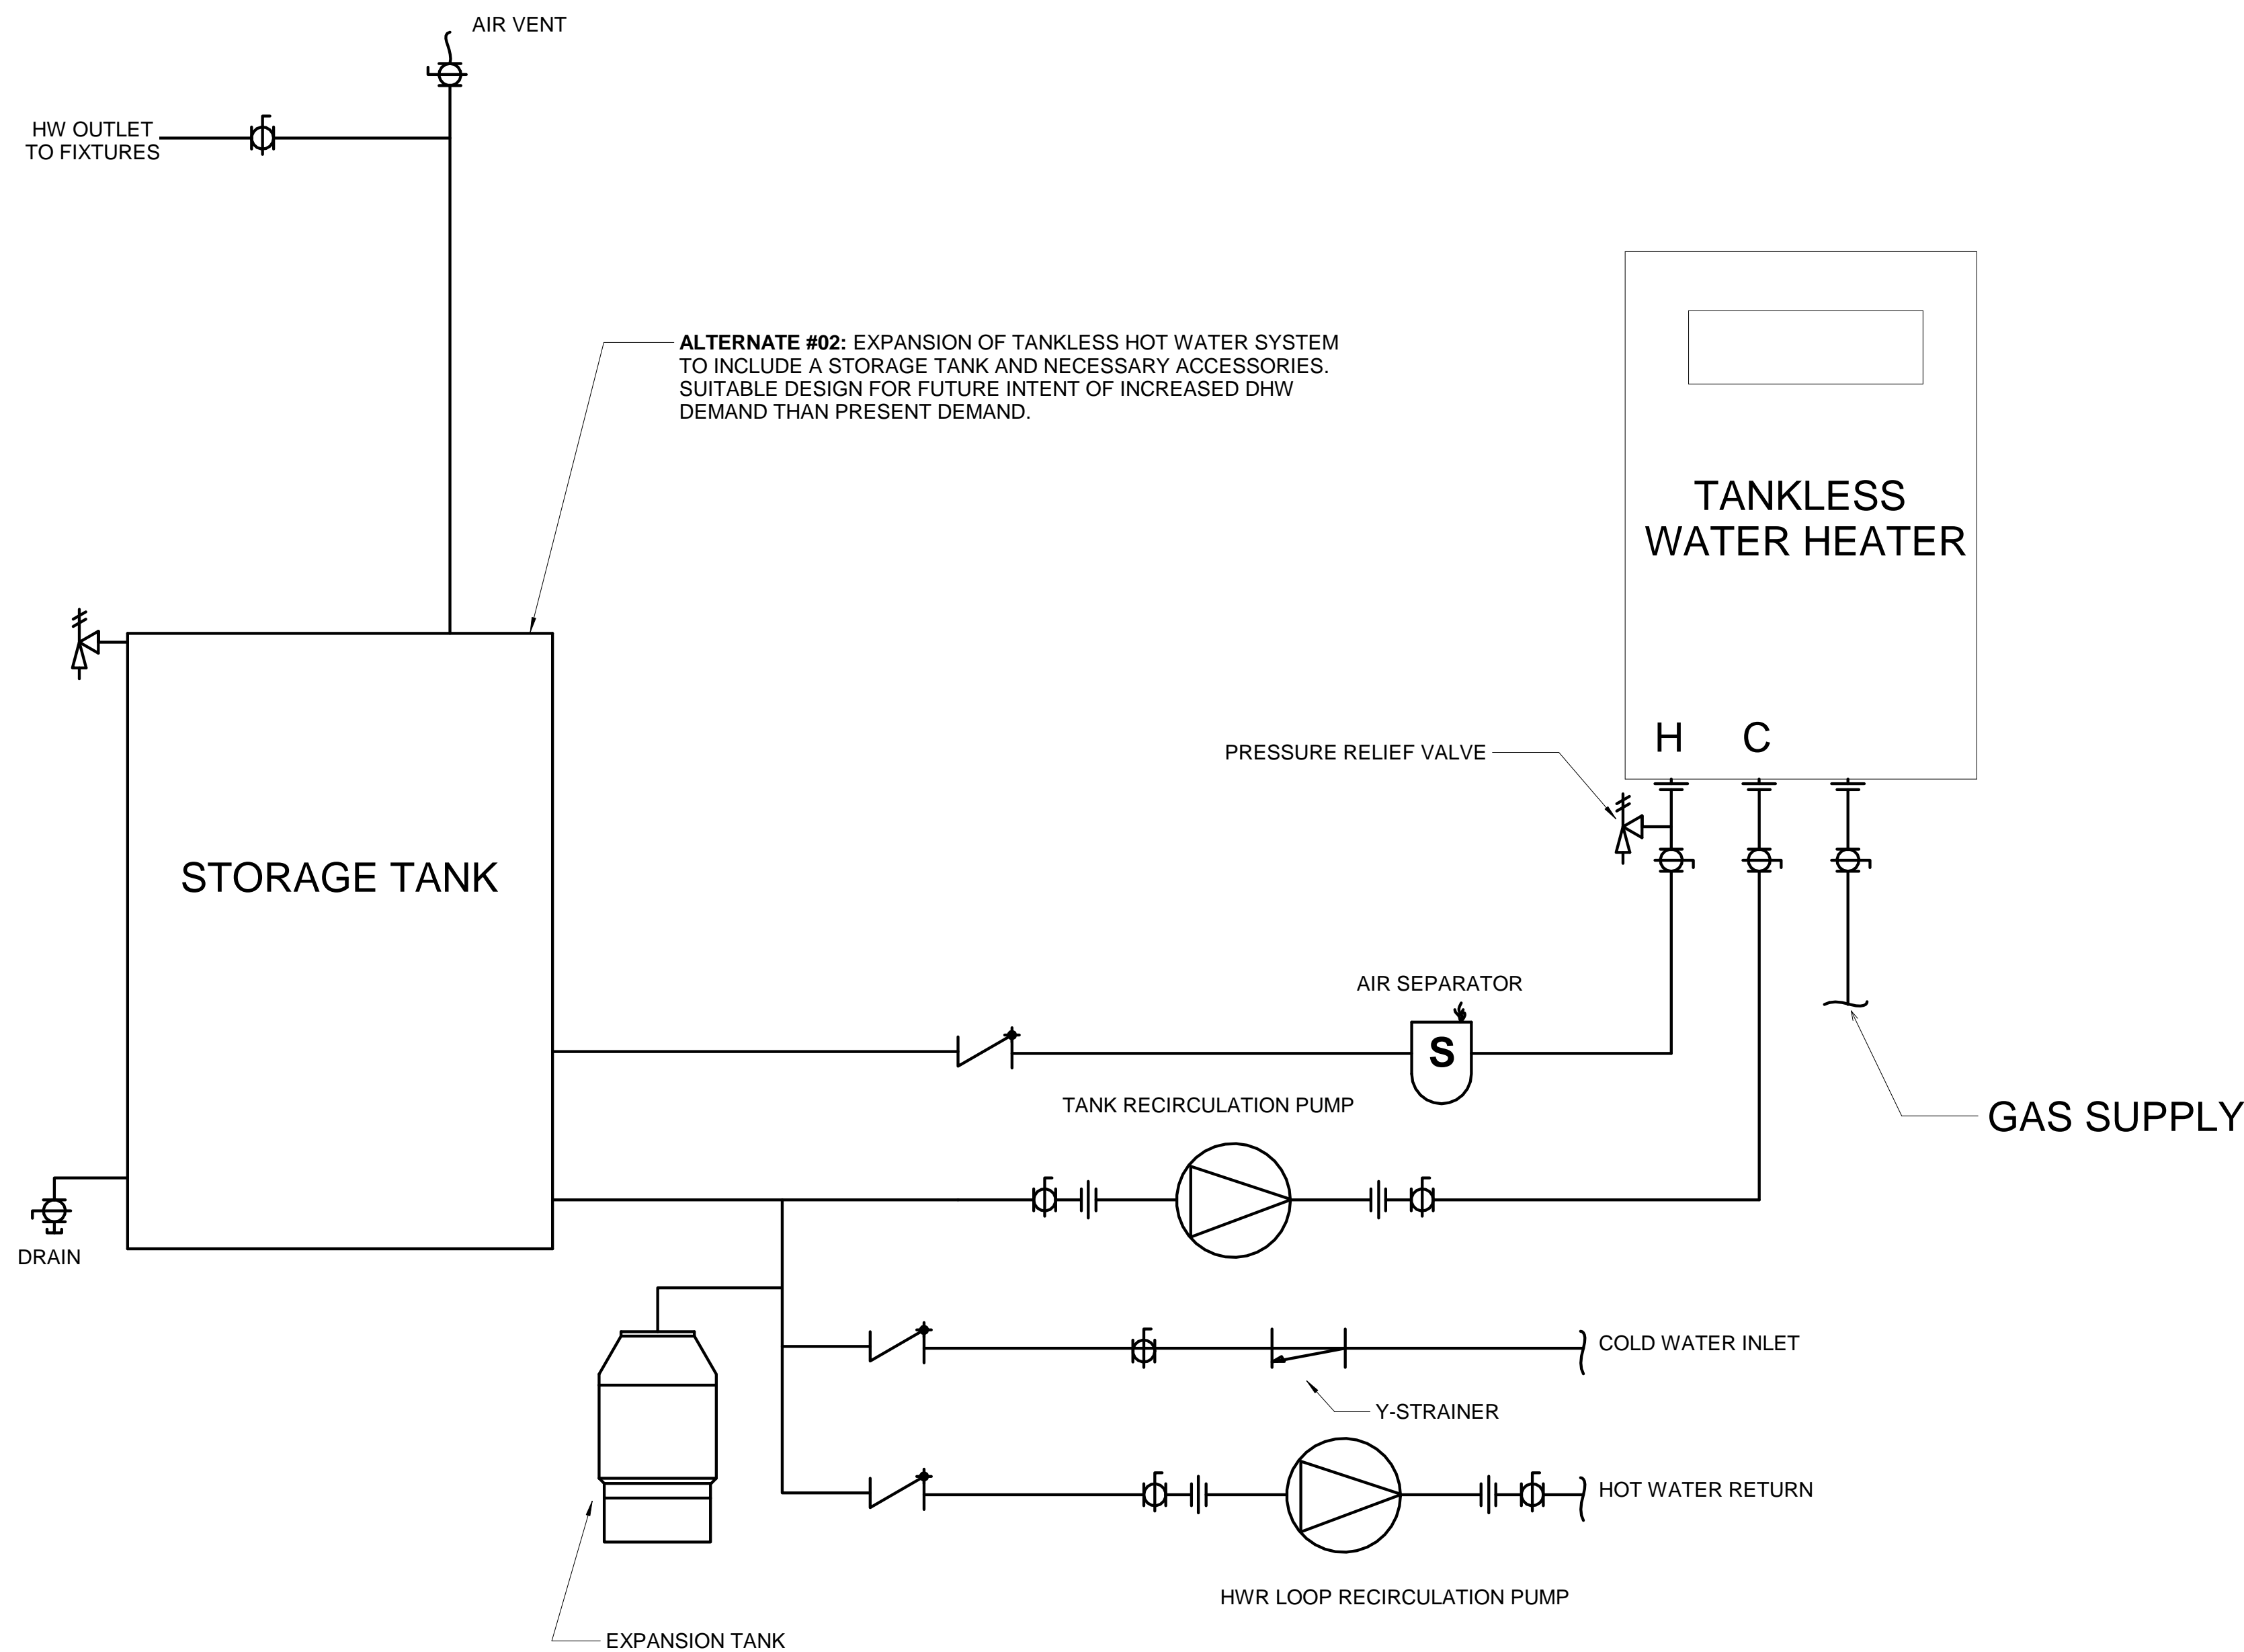 AIR VENT
HW OUTLET
TO FIXTURES
ALTERNATE #02: EXPANSION OF TANKLESS HOT WATER SYSTEM
TO INCLUDE A STORAGE TANK AND NECESSARY ACCESSORIES.
SUITABLE DESIGN FOR FUTURE INTENT OF INCREASED DHW
DEMAND THAN PRESENT DEMAND.
TANKLESS
WATER HEATER
H C
PRESSURE RELIEF VALVE
STORAGE TANK
AIR SEPARATOR
S
TANK RECIRCULATION PUMP
GAS SUPPLY
DRAIN
COLD WATER INLET
Y-STRAINER
HOT WATER RETURN
HWR LOOP RECIRCULATION PUMP
EXPANSION TANK